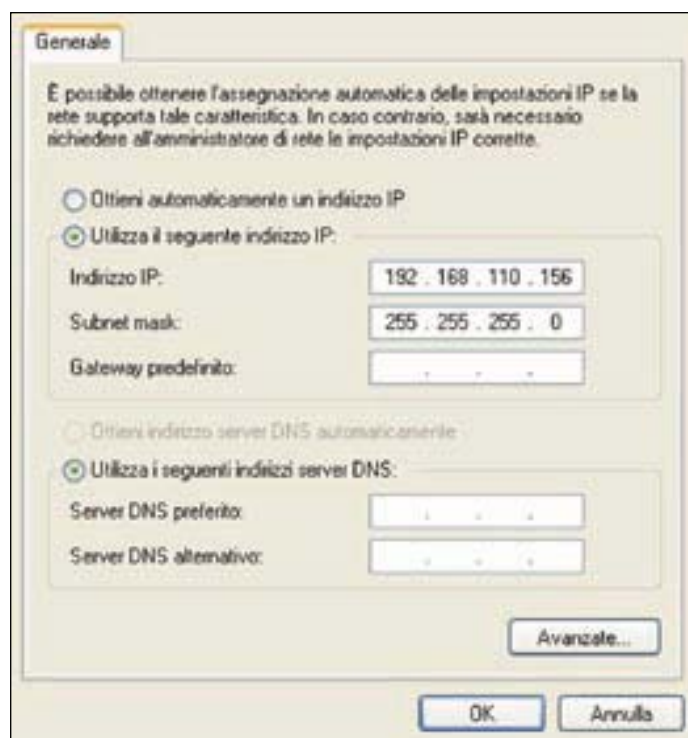 Generale
È possibile ottenere l'assegnazione automatica delle impostazioni IP se la
rete supporta tale caratteristica. In caso contrario, sarà necessario
richiedere all'amministratore di rete le impostazioni IP corrette.
Ottieni automaticamente un indirizzo IP
Utilizza il seguente indirizzo IP:
Indirizzo IP: 192 . 168 . 110 . 156
Subnet mask: 255 . 255 . 255 . 0
Gateway predefinito: . . .
Ottieni indirizzo server DNS automaticamente
Utilizza i seguenti indirizzi server DNS:
Server DNS preferito: . . .
Server DNS alternativo: . . .
Avanzate...
OK Annulla